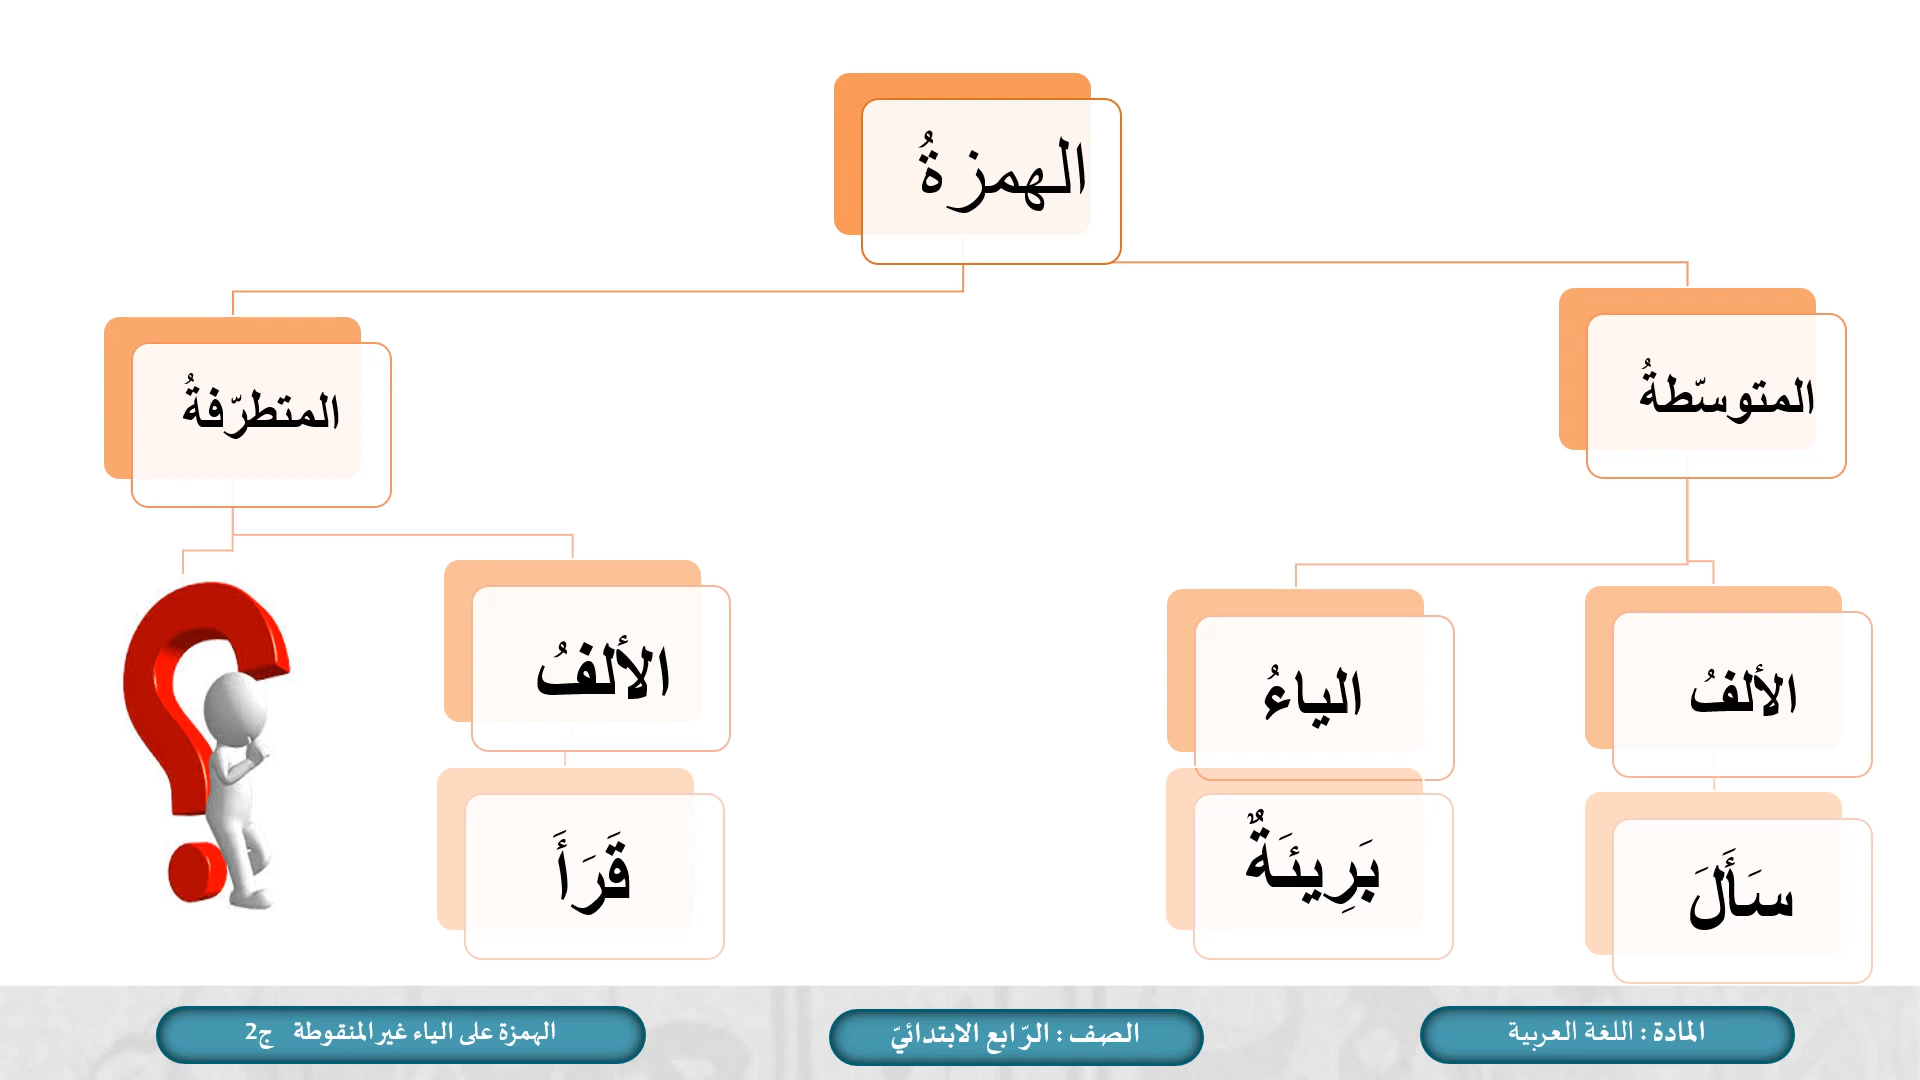 الهمزةُ
المتوسّطةُ
المتطرّفةُ
الألفُ
الياءُ
الألفُ
سَأَلَ
بَرِيئَةٌ
قَرَأَ
المادة : اللغة العربية
الصف : الرّابع الابتدائيّ
الهمزة على الياء غير المنقوطة ج2